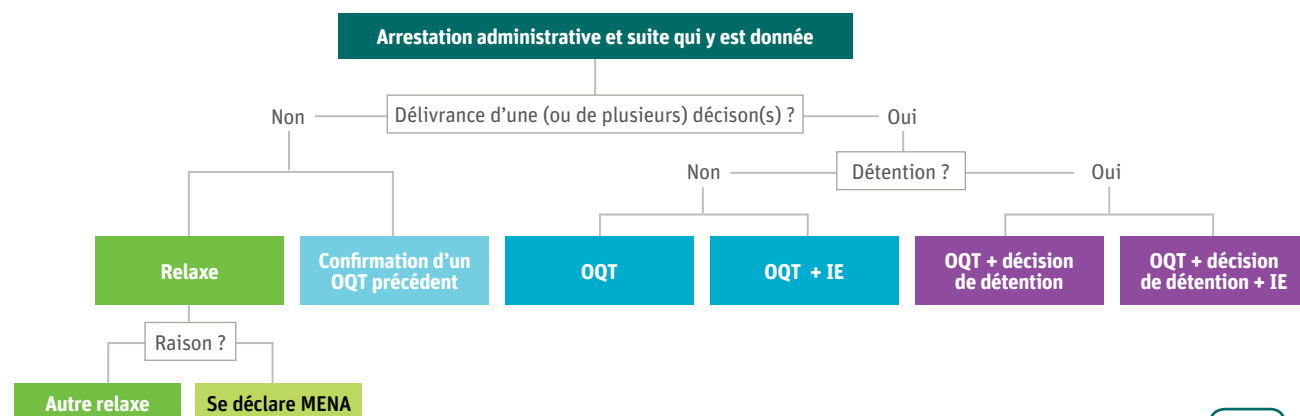 Arrestation administrative et suite qui y est donnée
Non
Délivrance d'une (ou de plusieurs) décison(s) ?
Oui
Non
Détention ?
Oui
Relaxe
Confirmation d'un
OQT précédent
OQT
OQT + IE
OQT + décision
de détention
OQT + décision
de détention + IE
Raison ?
Autre relaxe
Se déclare MENA